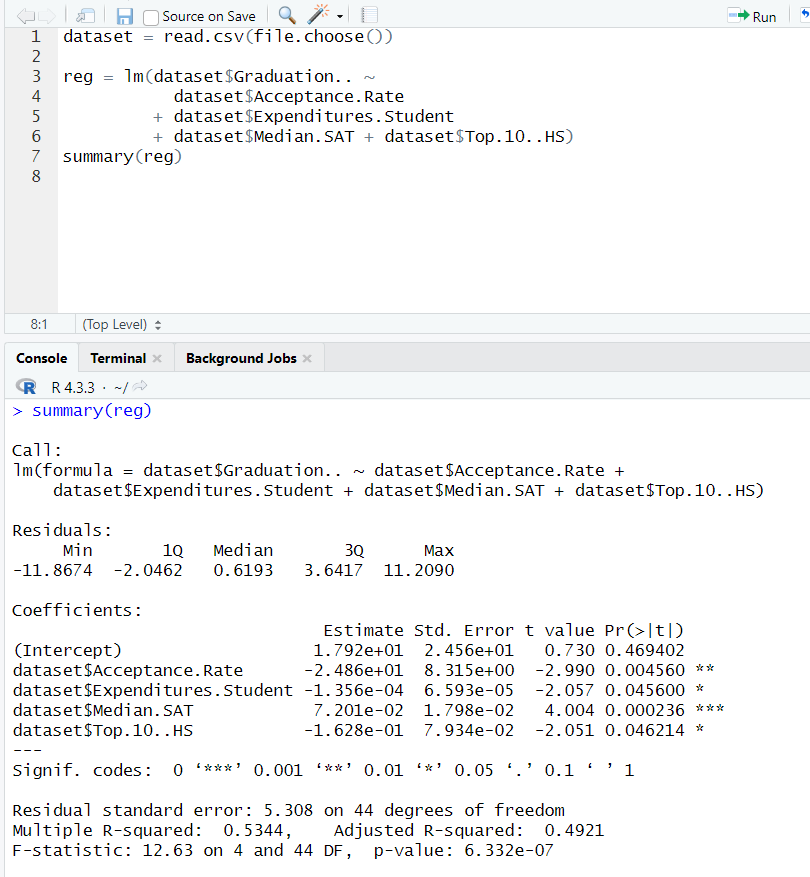 Source on Save
Run
1 dataset = read.csv(file.choose())
2
3 reg = lm(dataset$Graduation.. ~
4            dataset$Acceptance.Rate
5          + dataset$Expenditures.Student
6          + dataset$Median.SAT + dataset$Top.10..HS)
7 summary(reg)
8
8:1 (Top Level)
Console Terminal Background Jobs
R R 4.3.3 · ~/
> summary(reg)

Call:
lm(formula = dataset$Graduation.. ~ dataset$Acceptance.Rate +
    dataset$Expenditures.Student + dataset$Median.SAT + dataset$Top.10..HS)

Residuals:
     Min       1Q   Median       3Q      Max
-11.8674  -2.0462   0.6193   3.6417  11.2090

Coefficients:
                               Estimate Std. Error t value Pr(>|t|)
(Intercept)                   1.792e+01  2.456e+01   0.730 0.469402
dataset$Acceptance.Rate      -2.486e+01  8.315e+00  -2.990 0.004560 **
dataset$Expenditures.Student -1.356e-04  6.593e-05  -2.057 0.045600 *
dataset$Median.SAT            7.201e-02  1.798e-02   4.004 0.000236 ***
dataset$Top.10..HS           -1.628e-01  7.934e-02  -2.051 0.046214 *
---
Signif. codes:  0 ‘***’ 0.001 ‘**’ 0.01 ‘*’ 0.05 ‘.’ 0.1 ‘ ’ 1

Residual standard error: 5.308 on 44 degrees of freedom
Multiple R-squared:  0.5344,    Adjusted R-squared:  0.4921
F-statistic: 12.63 on 4 and 44 DF,  p-value: 6.332e-07